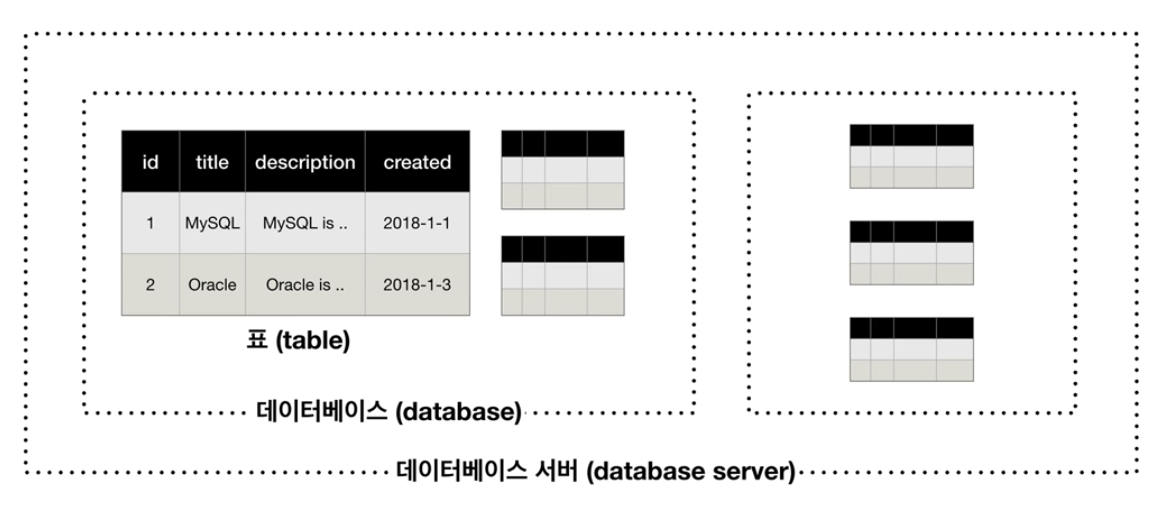 id title description created
1 MySQL MySQL is .. 2018-1-1
2 Oracle Oracle is .. 2018-1-3
표 (table)
데이터베이스 (database)
데이터베이스 서버 (database server)